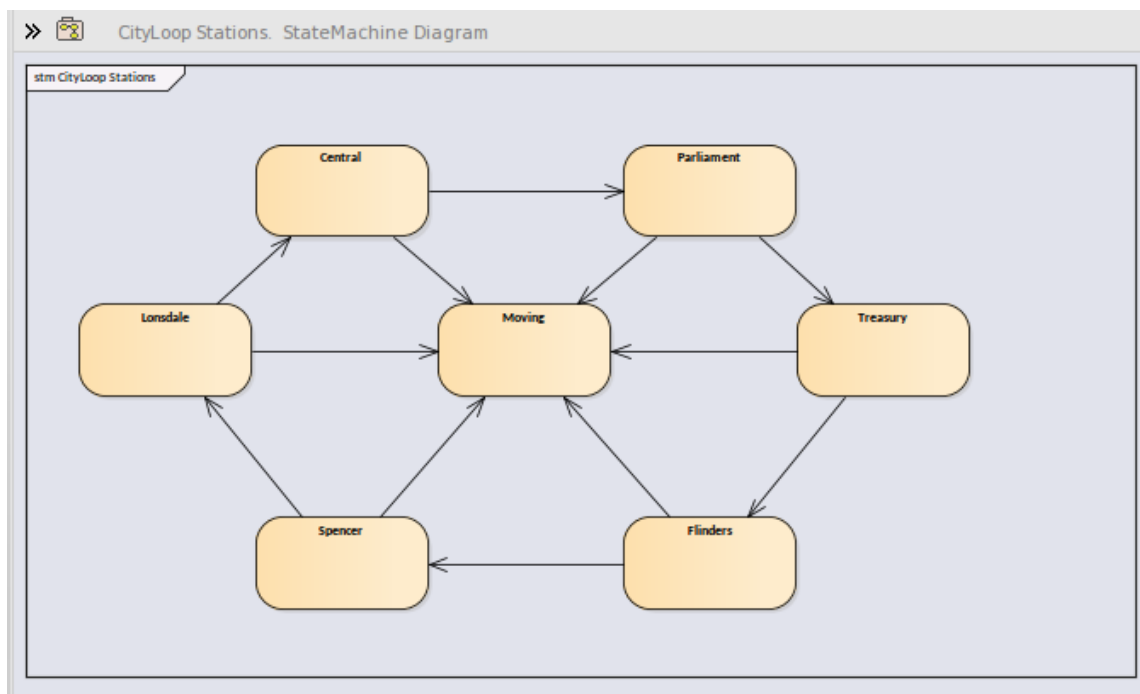 CityLoop Stations.  StateMachine Diagram
stm CityLoop Stations
Central
Parliament
Lonsdale
Moving
Treasury
Spencer
Flinders